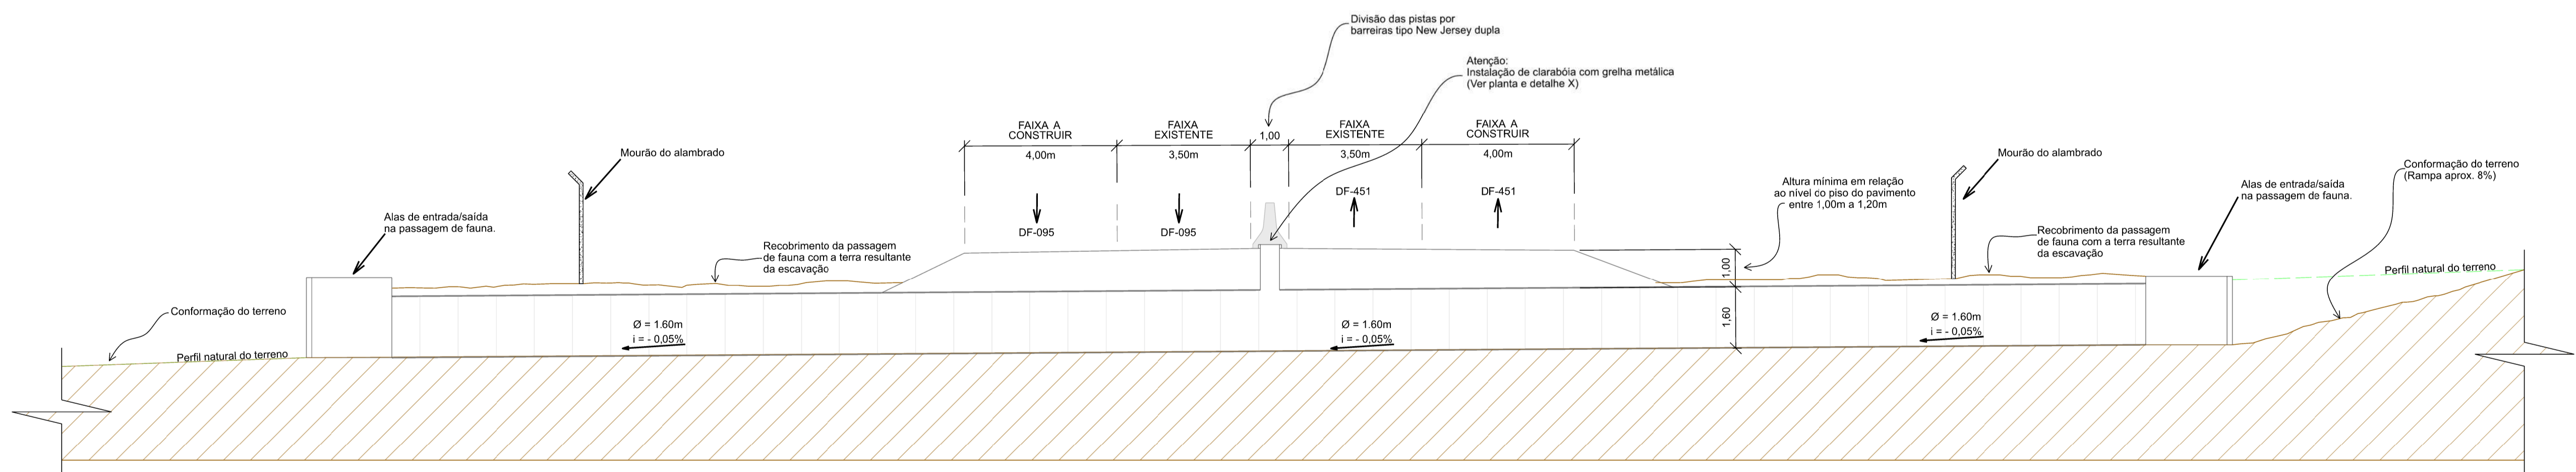 Divisão das pistas por
barreiras tipo New Jersey dupla
Atenção:
Instalação de clarabóia com grelha metálica
(Ver planta e detalhe X)
FAIXA A
CONSTRUIR
4,00m
FAIXA
EXISTENTE
3,50m
1,00
FAIXA
EXISTENTE
3,50m
FAIXA A
CONSTRUIR
4,00m
DF-095
DF-095
DF-451
DF-451
Mourão do alambrado
Alas de entrada/saída
na passagem de fauna.
Recobrimento da passagem
de fauna com a terra resultante
da escavação
Conformação do terreno
Perfil natural do terreno
Ø = 1.60m
i = - 0,05%
Ø = 1.60m
i = - 0,05%
Ø = 1.60m
i = - 0,05%
Altura mínima em relação
ao nível do piso do pavimento
entre 1,00m a 1,20m
1,00
1,60
Mourão do alambrado
Recobrimento da passagem
de fauna com a terra resultante
da escavação
Alas de entrada/saída
na passagem de fauna.
Conformação do terreno
(Rampa aprox. 8%)
Perfil natural do terreno